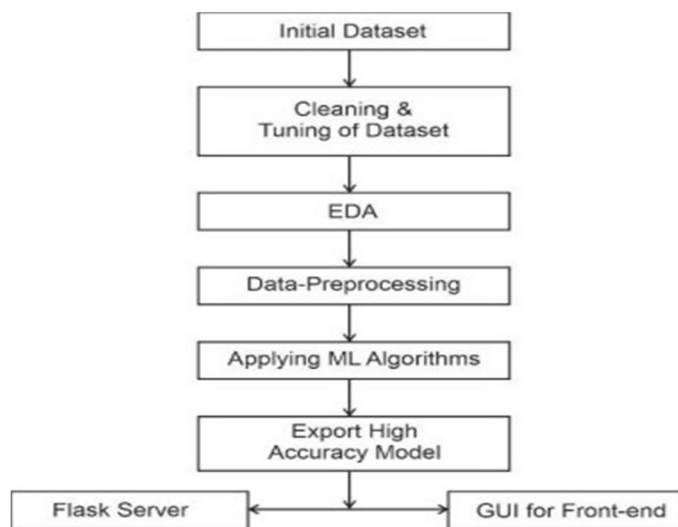 Initial Dataset
Cleaning &
Tuning of Dataset
EDA
Data-Preprocessing
Applying ML Algorithms
Export High
Accuracy Model
Flask Server
GUI for Front-end